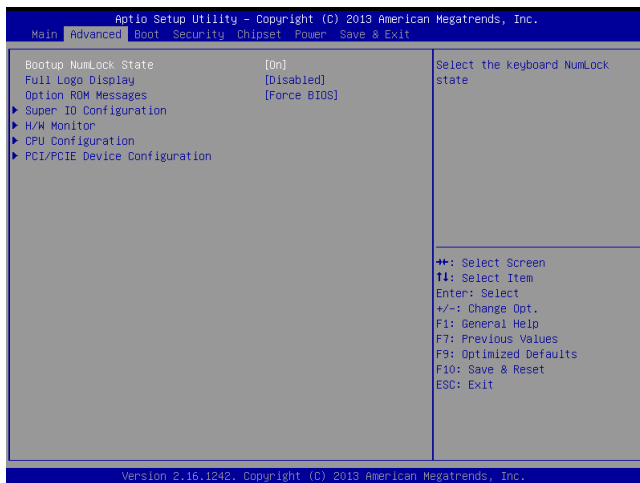 Aptio Setup Utility – Copyright (C) 2013 American Megatrends, Inc.
Main Advanced Boot Security Chipset Power Save & Exit
Bootup NumLock State [On]
Full Logo Display [Disabled]
Option ROM Messages [Force BIOS]
Super IO Configuration
H/W Monitor
CPU Configuration
PCI/PCIE Device Configuration
Select the keyboard NumLock
state
→←: Select Screen
↑↓: Select Item
Enter: Select
+/-: Change Opt.
F1: General Help
F7: Previous Values
F9: Optimized Defaults
F10: Save & Reset
ESC: Exit
Version 2.16.1242. Copyright (C) 2013 American Megatrends, Inc.